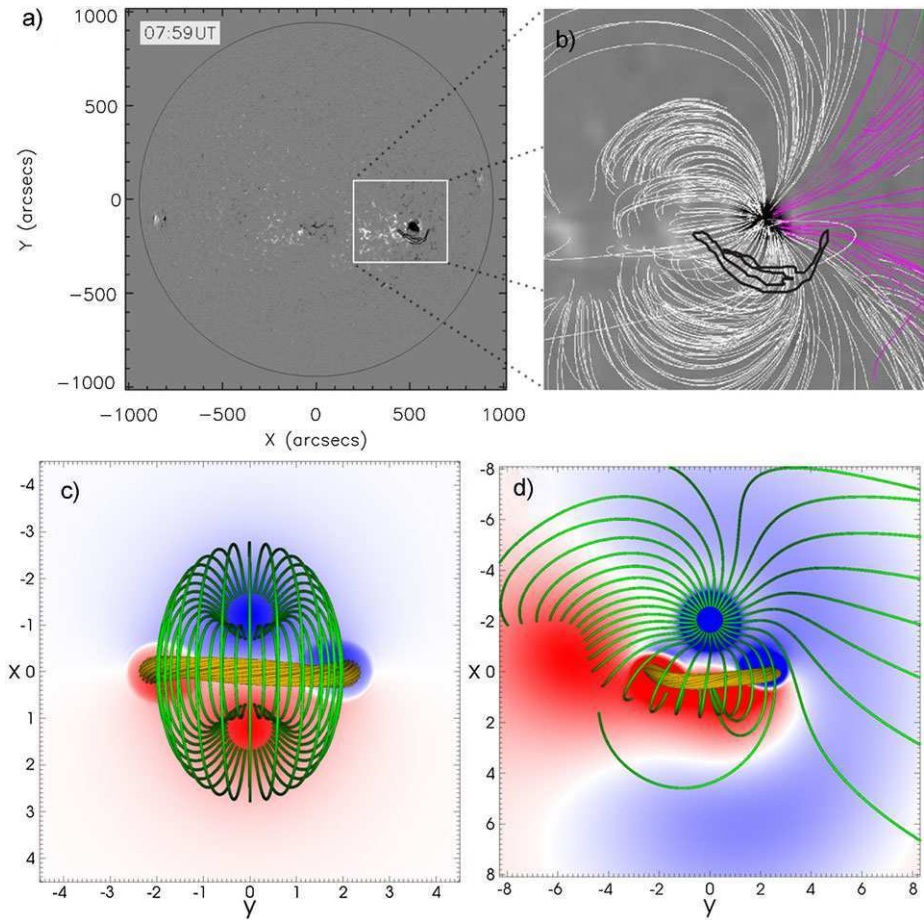 a)
07:59UT
1000
500
0
-500
-1000
-1000 -500 0 500 1000
X (arcsecs)
Y (arcsecs)
b)
c)
-4
-3
-2
-1
X 0
1
2
3
4
-4 -3 -2 -1 0 1 2 3 4
y
d)
-8
-6
-4
-2
X 0
2
4
6
8
-8 -6 -4 -2 0 2 4 6 8
y